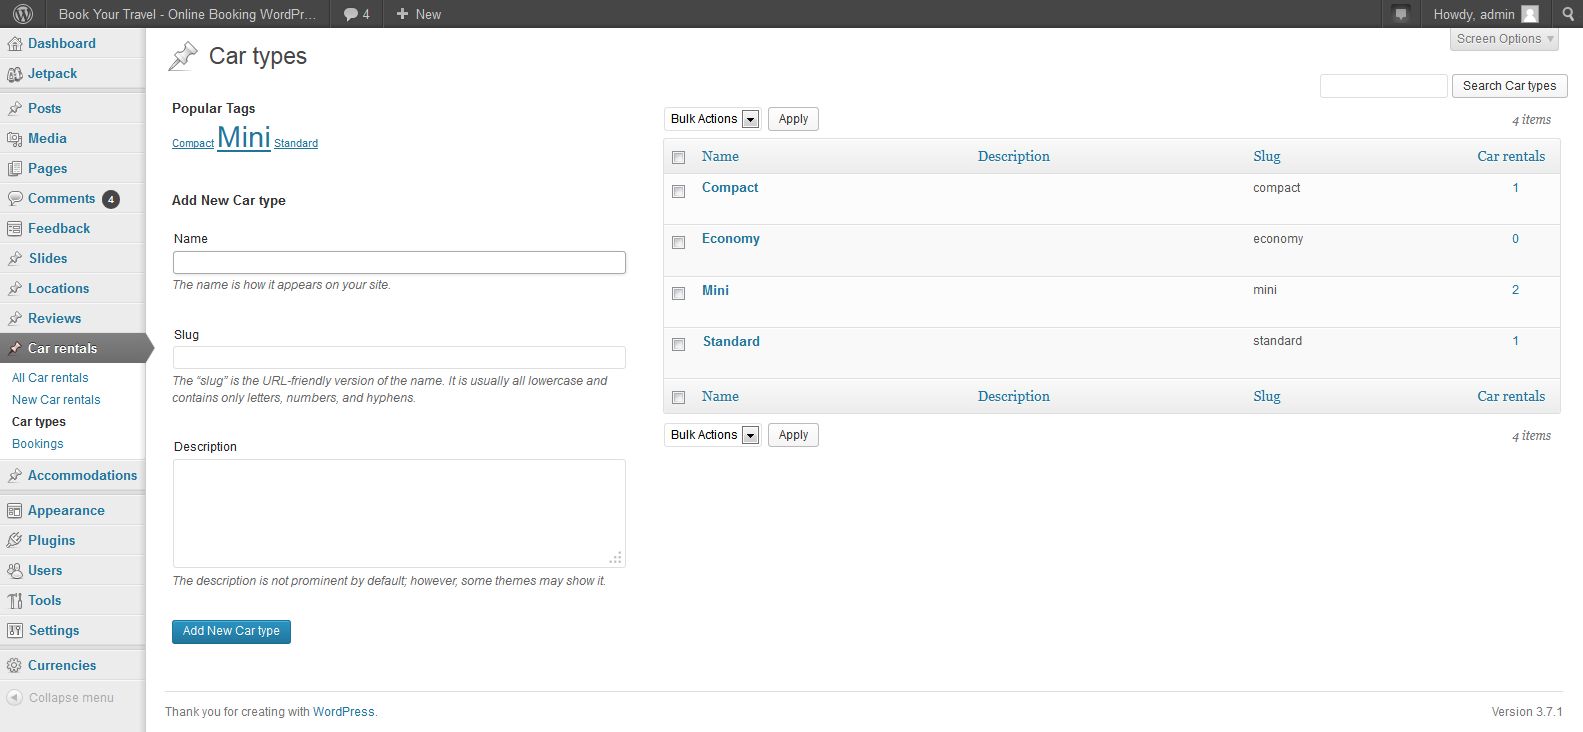 Book Your Travel - Online Booking WordPr... 4 New Howdy, admin
Screen Options
Dashboard
Jetpack
Posts
Media
Pages
Comments 4
Feedback
Slides
Locations
Reviews
Car rentals
All Car rentals
New Car rentals
Car types
Bookings
Accommodations
Appearance
Plugins
Users
Tools
Settings
Currencies
Collapse menu
Car types
Popular Tags
Compact Mini Standard
Add New Car type
Name
The name is how it appears on your site.
Slug
The “slug” is the URL-friendly version of the name. It is usually all lowercase and
contains only letters, numbers, and hyphens.
Description
The description is not prominent by default; however, some themes may show it.
Add New Car type
Search Car types
Bulk Actions Apply 4 items
Name Description Slug Car rentals
Compact compact 1
Economy economy 0
Mini mini 2
Standard standard 1
Name Description Slug Car rentals
Bulk Actions Apply 4 items
Thank you for creating with WordPress. Version 3.7.1